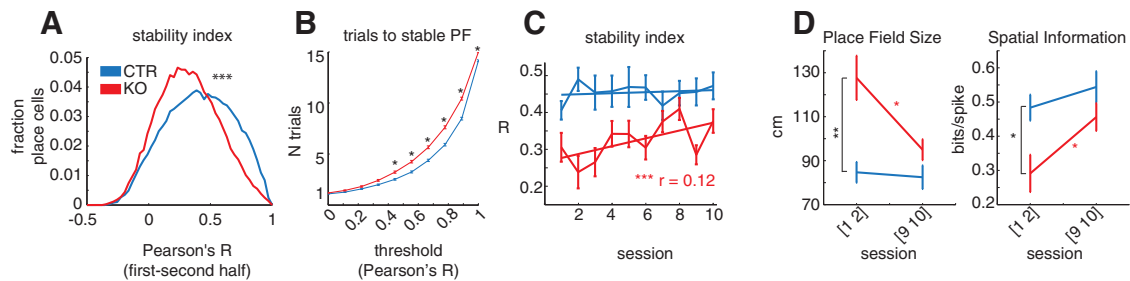 A
stability index
0.05
0.04
0.03
0.02
0.01
0
fraction
place cells
CTR
KO
***
-0.5
0
0.5
1
Pearson's R
(first-second half)
B
trials to stable PF
15
10
5
1
N trials
* * * * * *
0
0.2
0.4
0.6
0.8
1
threshold
(Pearson's R)
C
stability index
0.5
0.4
0.3
0.2
R
*** r = 0.12
2
4
6
8
10
session
D
Place Field Size
130
110
90
70
cm
**
*
[1 2]
[9 10]
session
Spatial Information
0.6
0.5
0.4
0.3
0.2
bits/spike
*
*
[1 2]
[9 10]
session